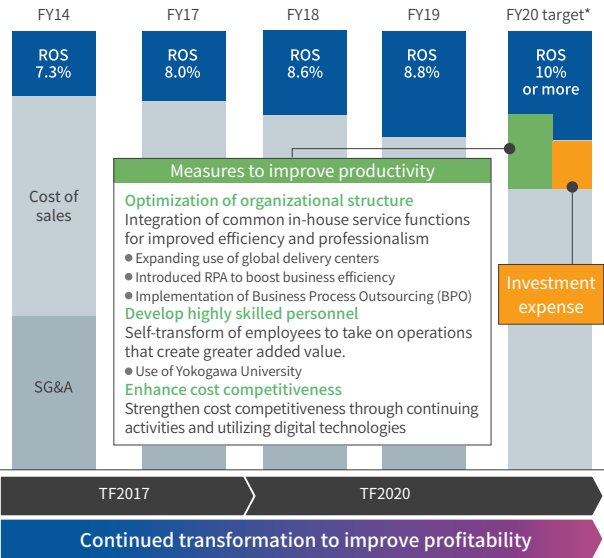 FY14 FY17 FY18 FY19 FY20 target*
ROS
7.3%
ROS
8.0%
ROS
8.6%
ROS
8.8%
ROS
10%
or more
Cost of
sales
SG&A
Measures to improve productivity
Optimization of organizational structure
Integration of common in-house service functions
for improved efficiency and professionalism
● Expanding use of global delivery centers
● Introduced RPA to boost business efficiency
● Implementation of Business Process Outsourcing (BPO)
Develop highly skilled personnel
Self-transform of employees to take on operations
that create greater added value.
● Use of Yokogawa University
Enhance cost competitiveness
Strengthen cost competitiveness through continuing
activities and utilizing digital technologies
Investment
expense
TF2017 TF2020
Continued transformation to improve profitability